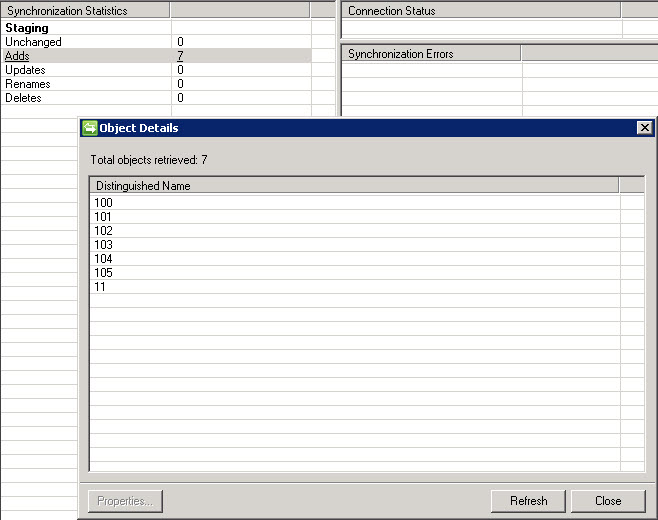 Synchronization Statistics
Connection Status
Staging
Unchanged 0
Adds 7
Updates 0
Renames 0
Deletes 0
Synchronization Errors
Object Details
Total objects retrieved: 7
Distinguished Name
100
101
102
103
104
105
11
Properties...
Refresh
Close